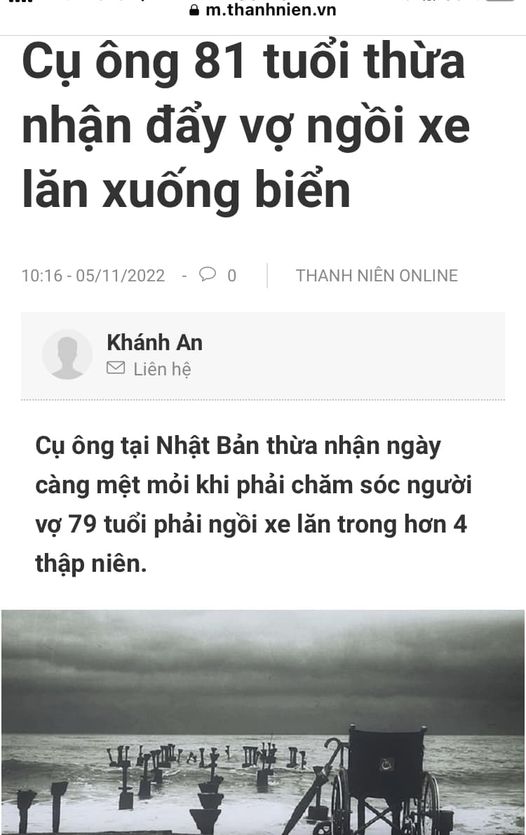 m.thanhnien.vn
Cụ ông 81 tuổi thừa
nhận đẩy vợ ngồi xe
lăn xuống biển
10:16 - 05/11/2022 - 0 THANH NIÊN ONLINE
Khánh An
Liên hệ
Cụ ông tại Nhật Bản thừa nhận ngày
càng mệt mỏi khi phải chăm sóc người
vợ 79 tuổi phải ngồi xe lăn trong hơn 4
thập niên.